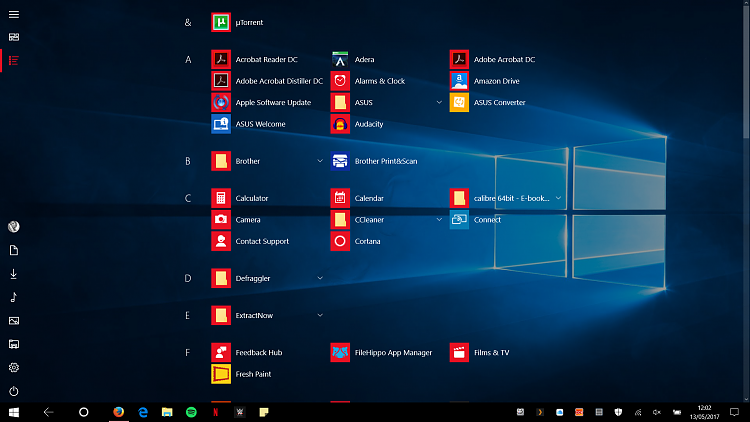 & µTorrent
A Acrobat Reader DC Adera Adobe Acrobat DC
Adobe Acrobat Distiller DC Alarms & Clock Amazon Drive
Apple Software Update ASUS ASUS Converter
ASUS Welcome Audacity
B Brother Brother Print&Scan
C Calculator Calendar calibre 64bit - E-book...
Camera CCleaner Connect
Contact Support Cortana
D Defraggler
E ExtractNow
F Feedback Hub FileHippo App Manager Films & TV
Fresh Paint
12:02
13/05/2017